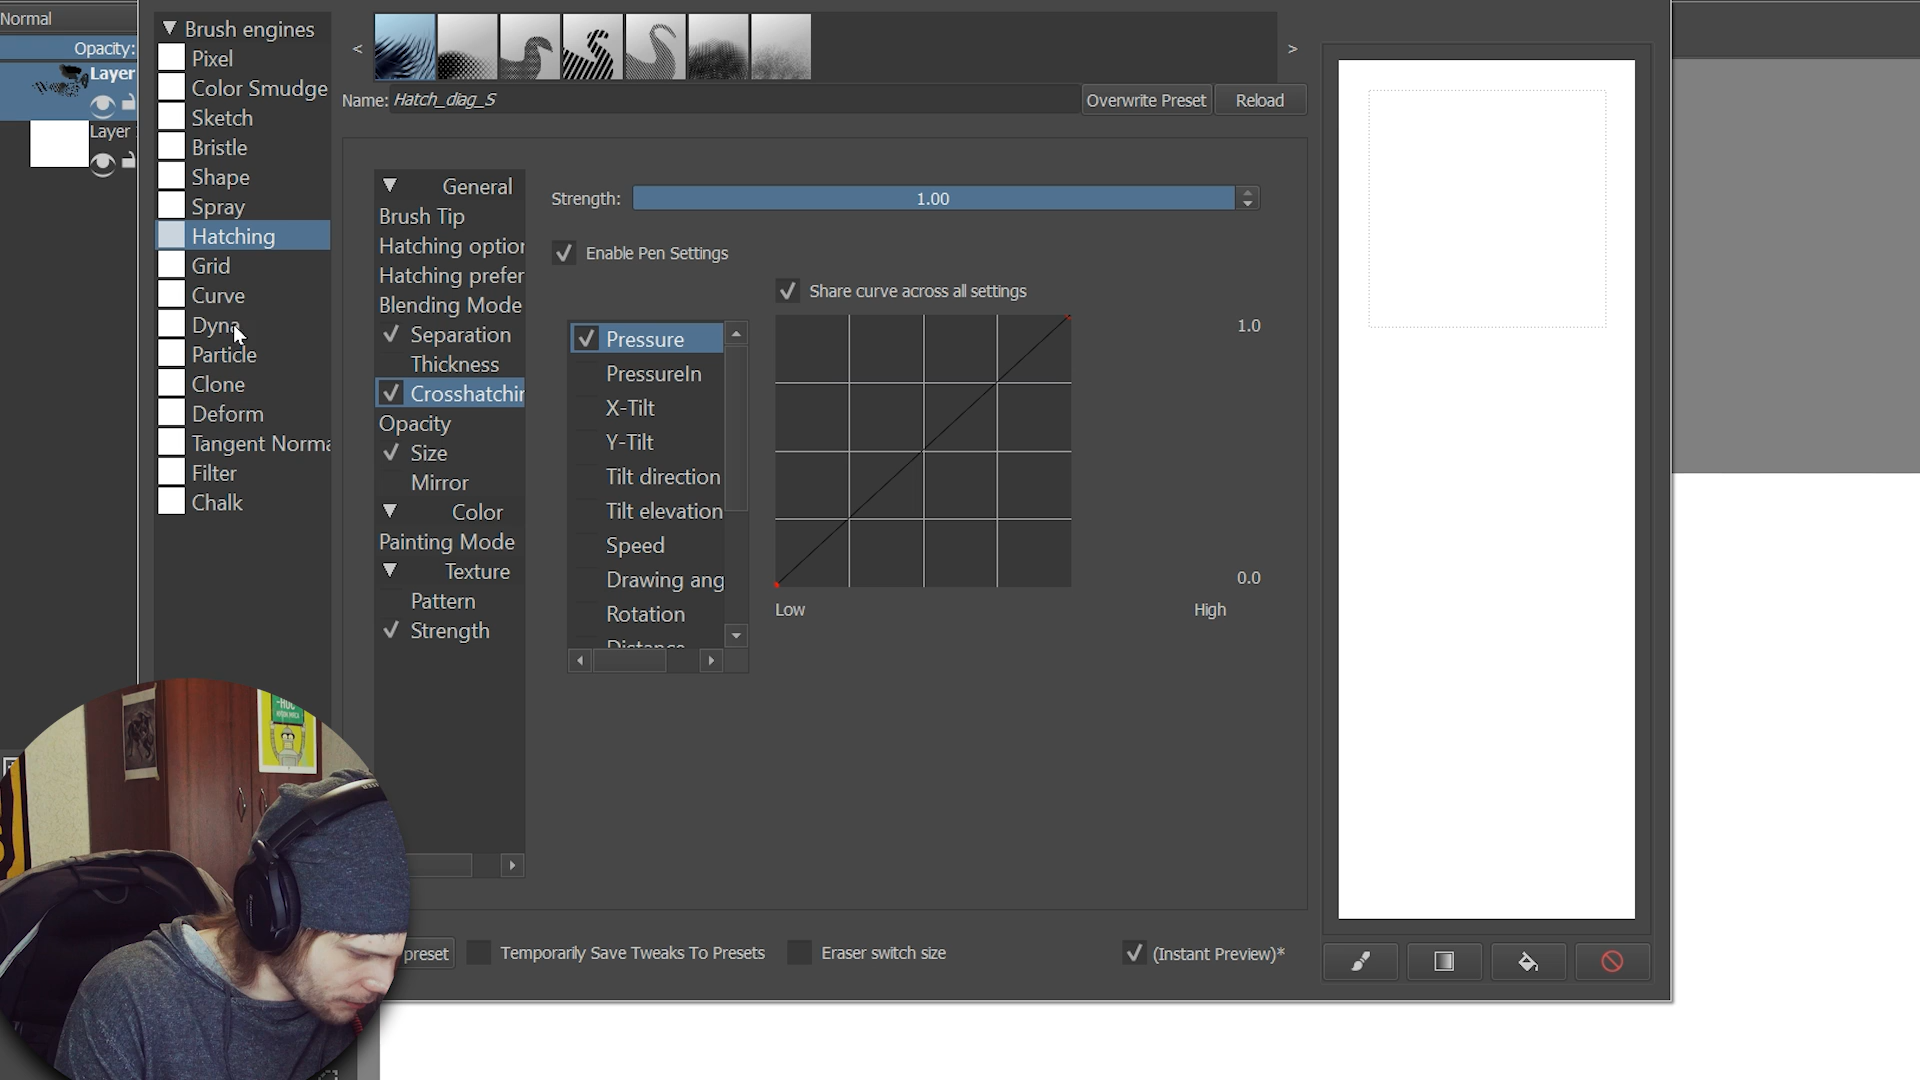 Normal
Opacity:
Layer
Layer
Brush engines
Pixel
Color Smudge
Sketch
Bristle
Shape
Spray
Hatching
Grid
Curve
Dyna
Particle
Clone
Deform
Tangent Norma
Filter
Chalk
<
>
Name: Hatch_diag_S
Overwrite Preset
Reload
General
Brush Tip
Hatching option
Hatching prefer
Blending Mode
Separation
Thickness
Crosshatchin
Opacity
Size
Mirror
Color
Painting Mode
Texture
Pattern
Strength
Strength:
1.00
Enable Pen Settings
Share curve across all settings
Pressure
PressureIn
X-Tilt
Y-Tilt
Tilt direction
Tilt elevation
Speed
Drawing ang
Rotation
Distance
1.0
0.0
Low
High
preset
Temporarily Save Tweaks To Presets
Eraser switch size
(Instant Preview)*